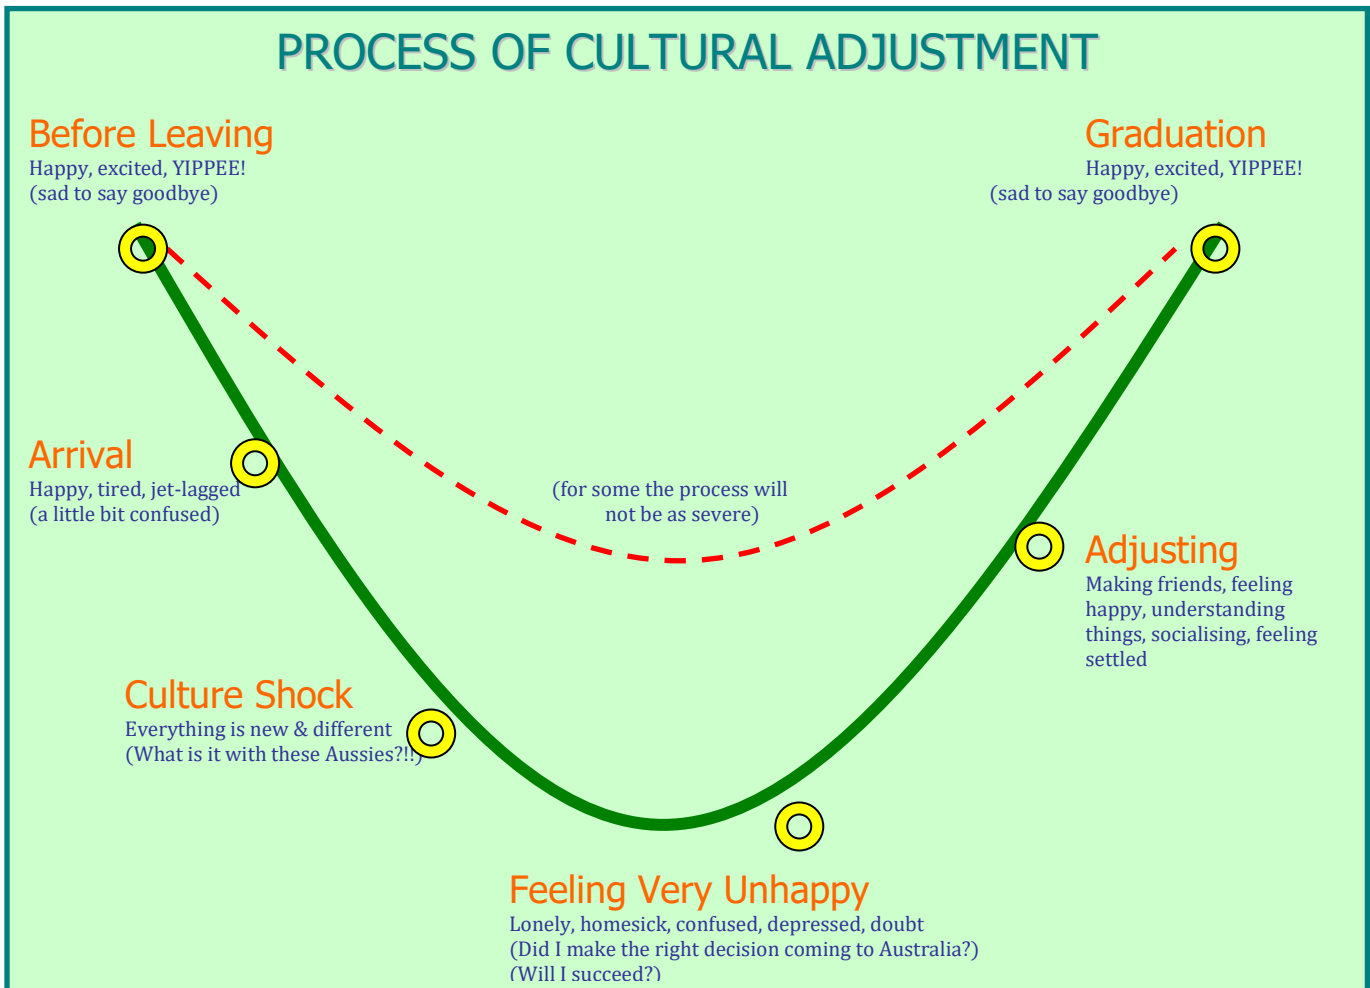 PROCESS OF CULTURAL ADJUSTMENT
Before Leaving
Happy, excited, YIPPEE!
(sad to say goodbye)
Graduation
Happy, excited, YIPPEE!
(sad to say goodbye)
Arrival
Happy, tired, jet-lagged
(a little bit confused)
(for some the process will
not be as severe)
Adjusting
Making friends, feeling
happy, understanding
things, socialising, feeling
settled
Culture Shock
Everything is new & different
(What is it with these Aussies?!!)
Feeling Very Unhappy
Lonely, homesick, confused, depressed, doubt
(Did I make the right decision coming to Australia?)
(Will I succeed?)